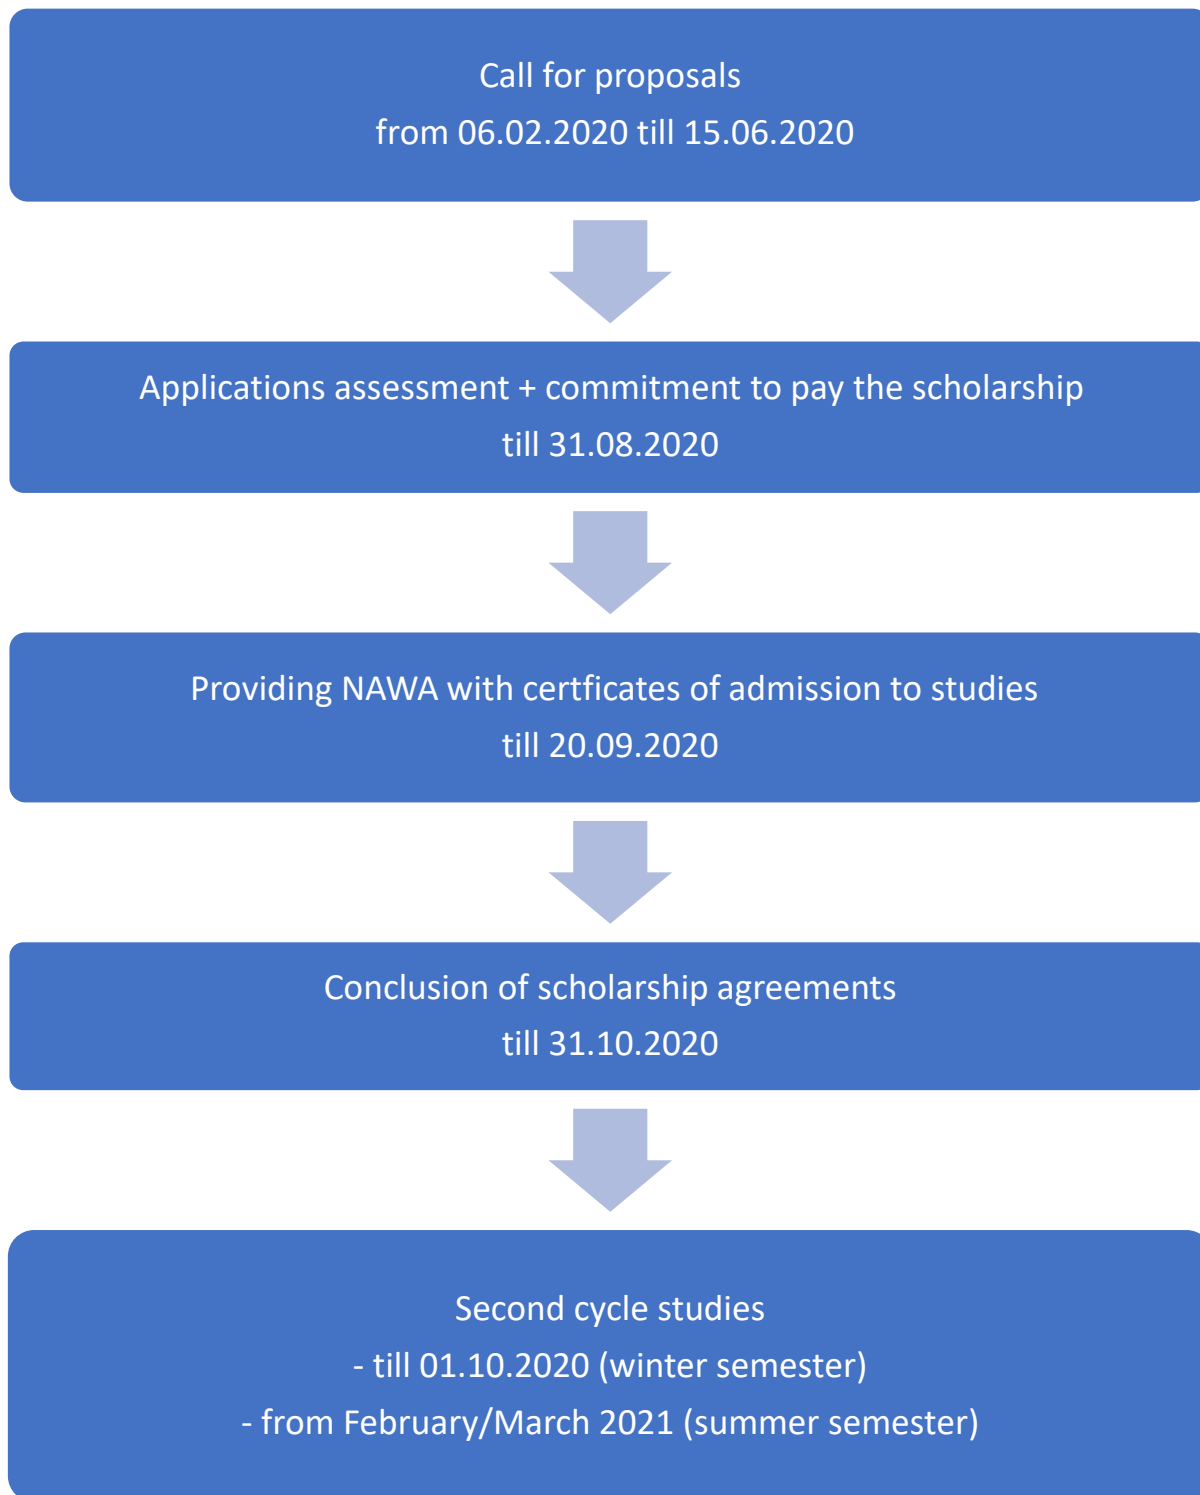 Call for proposals
from 06.02.2020 till 15.06.2020
Applications assessment + commitment to pay the scholarship
till 31.08.2020
Providing NAWA with certficates of admission to studies
till 20.09.2020
Conclusion of scholarship agreements
till 31.10.2020
Second cycle studies
- till 01.10.2020 (winter semester)
- from February/March 2021 (summer semester)